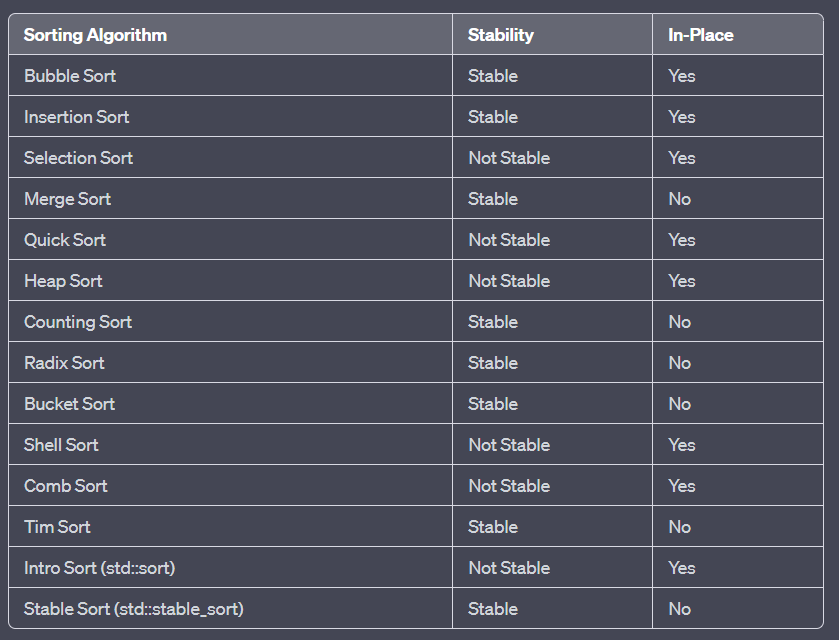 Sorting Algorithm Stability In-Place
Bubble Sort Stable Yes
Insertion Sort Stable Yes
Selection Sort Not Stable Yes
Merge Sort Stable No
Quick Sort Not Stable Yes
Heap Sort Not Stable Yes
Counting Sort Stable No
Radix Sort Stable No
Bucket Sort Stable No
Shell Sort Not Stable Yes
Comb Sort Not Stable Yes
Tim Sort Stable No
Intro Sort (std::sort) Not Stable Yes
Stable Sort (std::stable_sort) Stable No